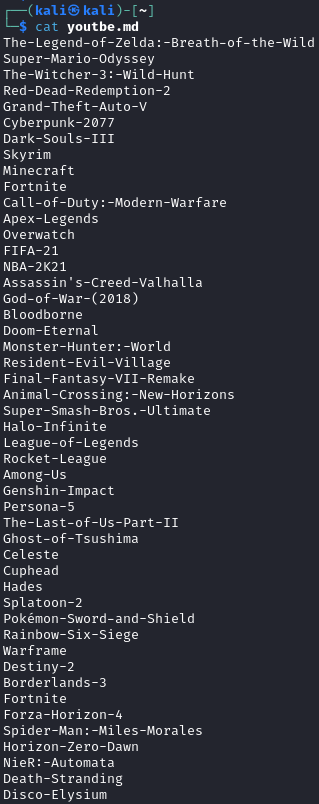 ┌──(kali㉿kali)-[~]
└─$ cat youtbe.md
The-Legend-of-Zelda:-Breath-of-the-Wild
Super-Mario-Odyssey
The-Witcher-3:-Wild-Hunt
Red-Dead-Redemption-2
Grand-Theft-Auto-V
Cyberpunk-2077
Dark-Souls-III
Skyrim
Minecraft
Fortnite
Call-of-Duty:-Modern-Warfare
Apex-Legends
Overwatch
FIFA-21
NBA-2K21
Assassin's-Creed-Valhalla
God-of-War-(2018)
Bloodborne
Doom-Eternal
Monster-Hunter:-World
Resident-Evil-Village
Final-Fantasy-VII-Remake
Animal-Crossing:-New-Horizons
Super-Smash-Bros.-Ultimate
Halo-Infinite
League-of-Legends
Rocket-League
Among-Us
Genshin-Impact
Persona-5
The-Last-of-Us-Part-II
Ghost-of-Tsushima
Celeste
Cuphead
Hades
Splatoon-2
Pokémon-Sword-and-Shield
Rainbow-Six-Siege
Warframe
Destiny-2
Borderlands-3
Fortnite
Forza-Horizon-4
Spider-Man:-Miles-Morales
Horizon-Zero-Dawn
NieR:-Automata
Death-Stranding
Disco-Elysium